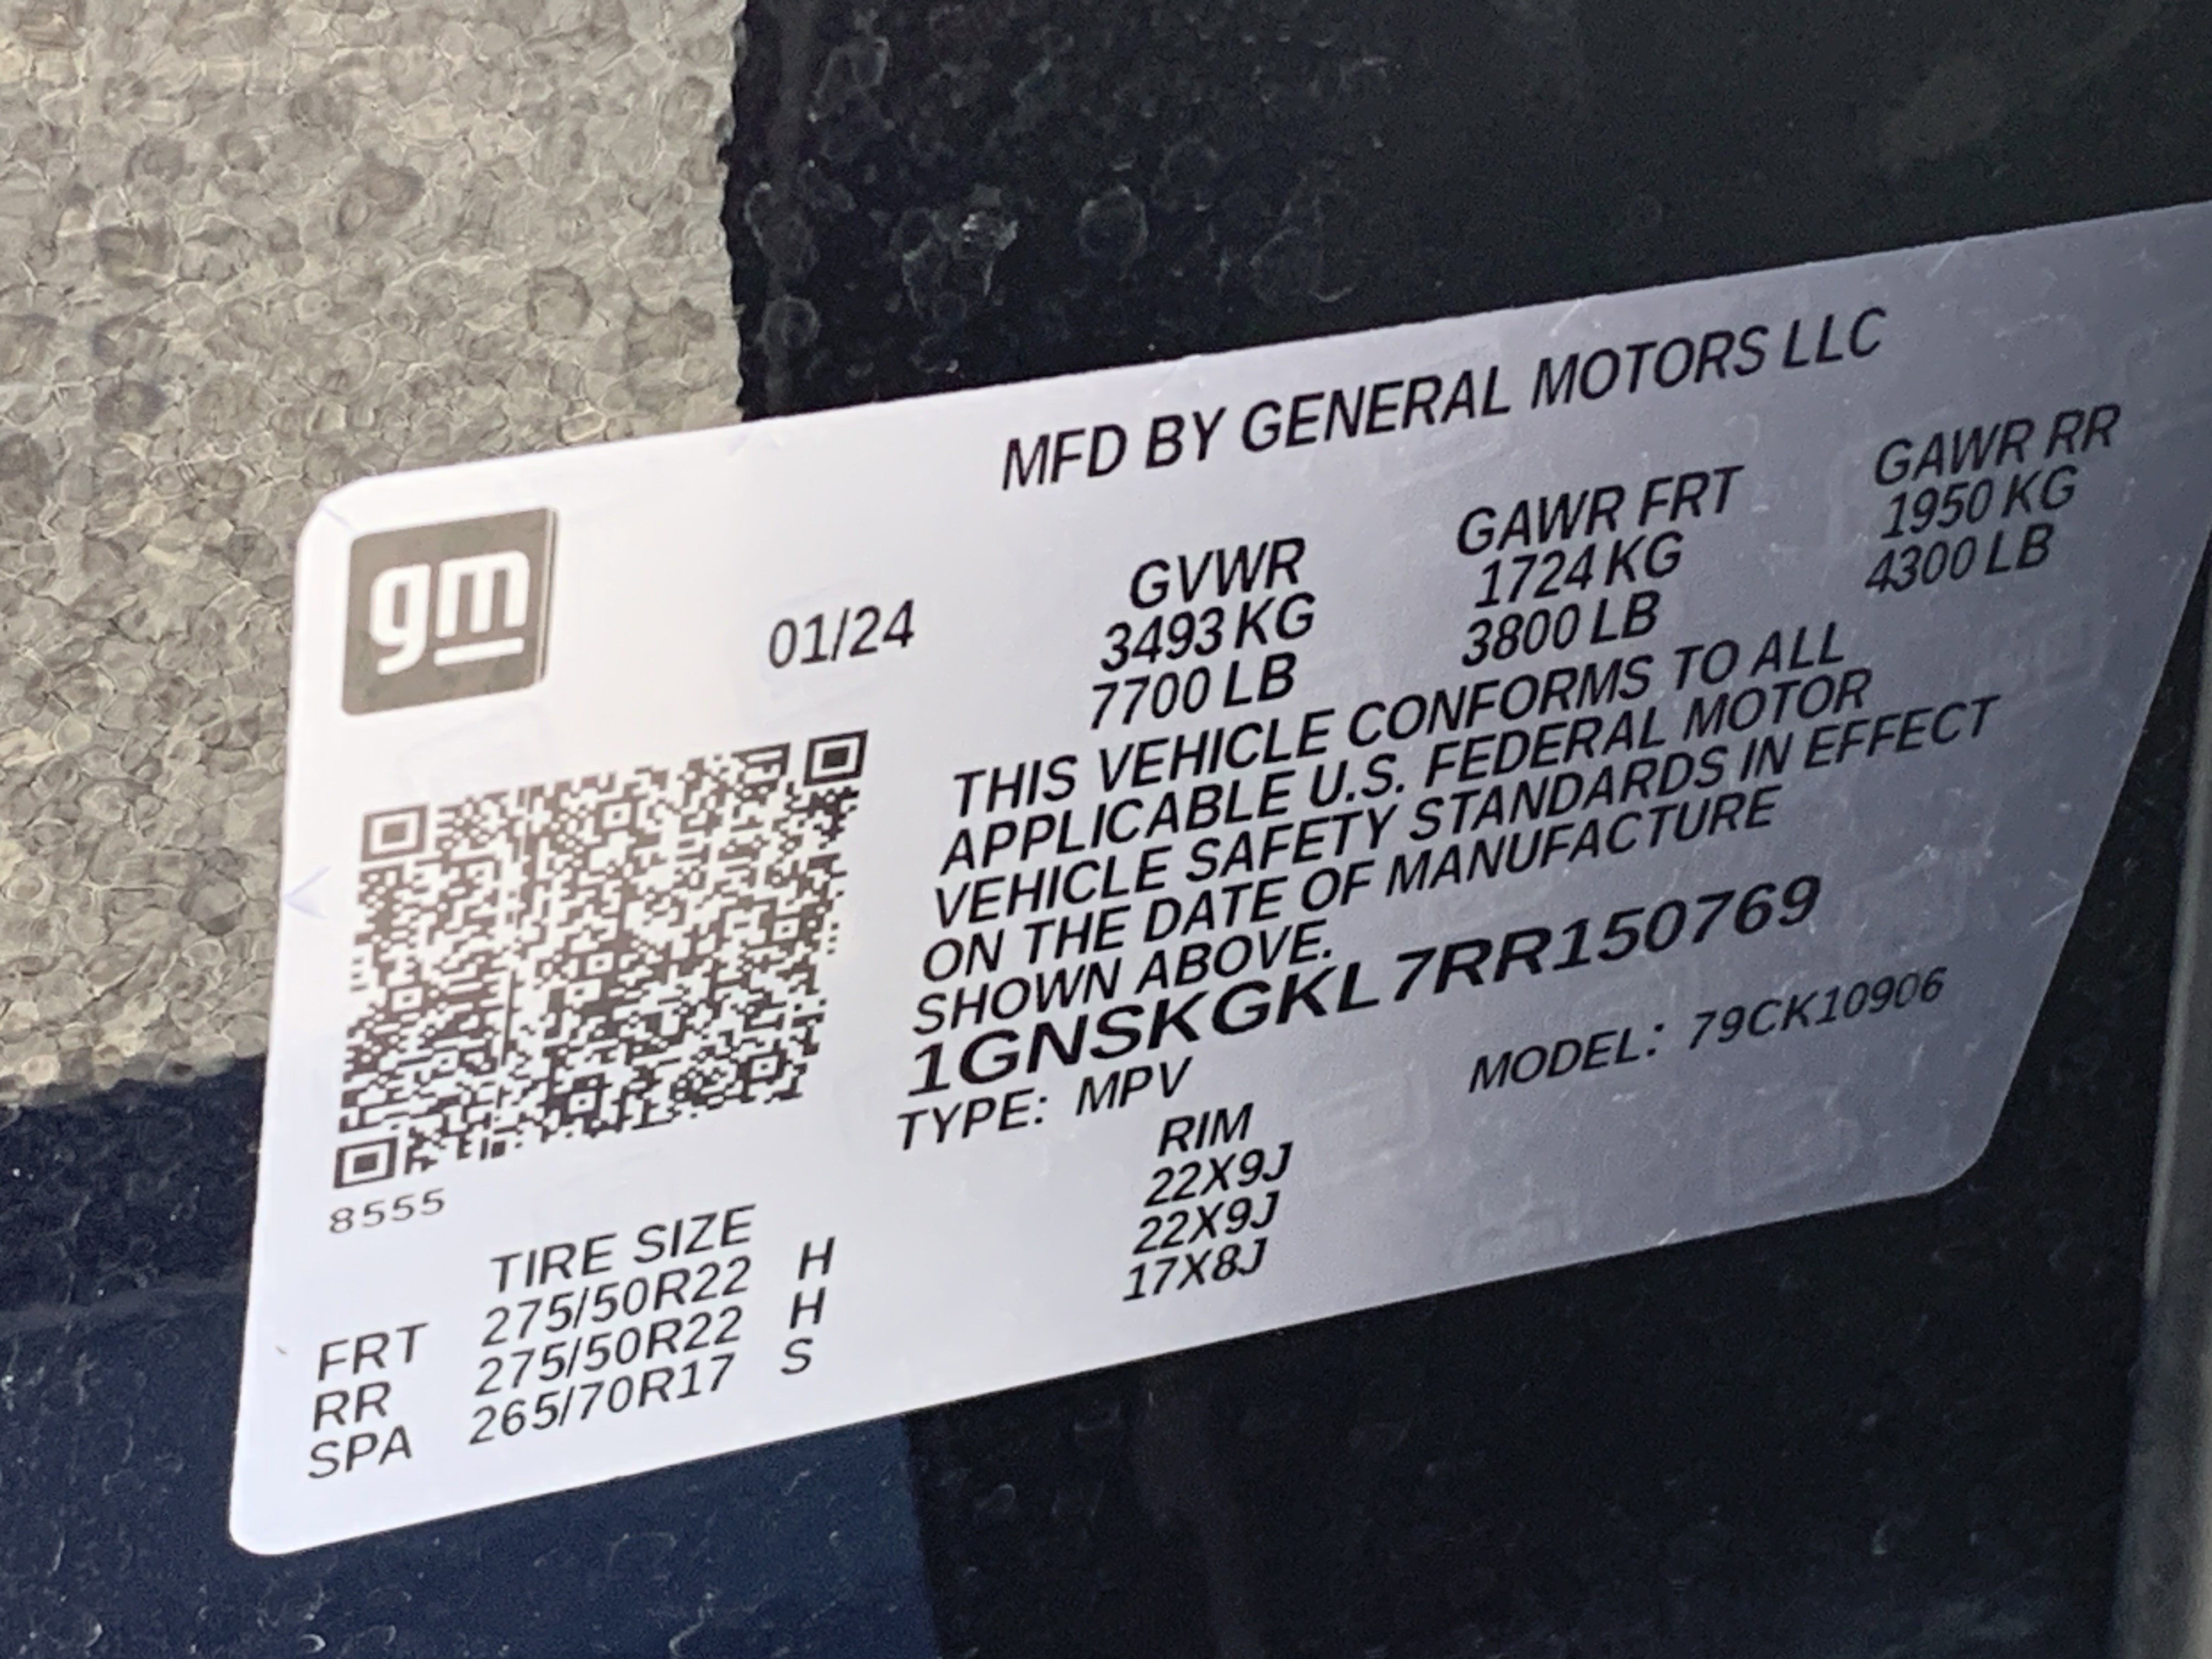 MFD BY GENERAL MOTORS LLC
gm
01/24
GVWR GAWR FRT GAWR RR
3493 KG 1724 KG 1950 KG
7700 LB 3800 LB 4300 LB
THIS VEHICLE CONFORMS TO ALL
APPLICABLE U.S. FEDERAL MOTOR
VEHICLE SAFETY STANDARDS IN EFFECT
ON THE DATE OF MANUFACTURE
SHOWN ABOVE.
1GNSKGKL7RR150769
TYPE: MPV MODEL: 79CK10906
8555
TIRE SIZE RIM
FRT 275/50R22 H 22X9J
RR 275/50R22 H 22X9J
SPA 265/70R17 S 17X8J